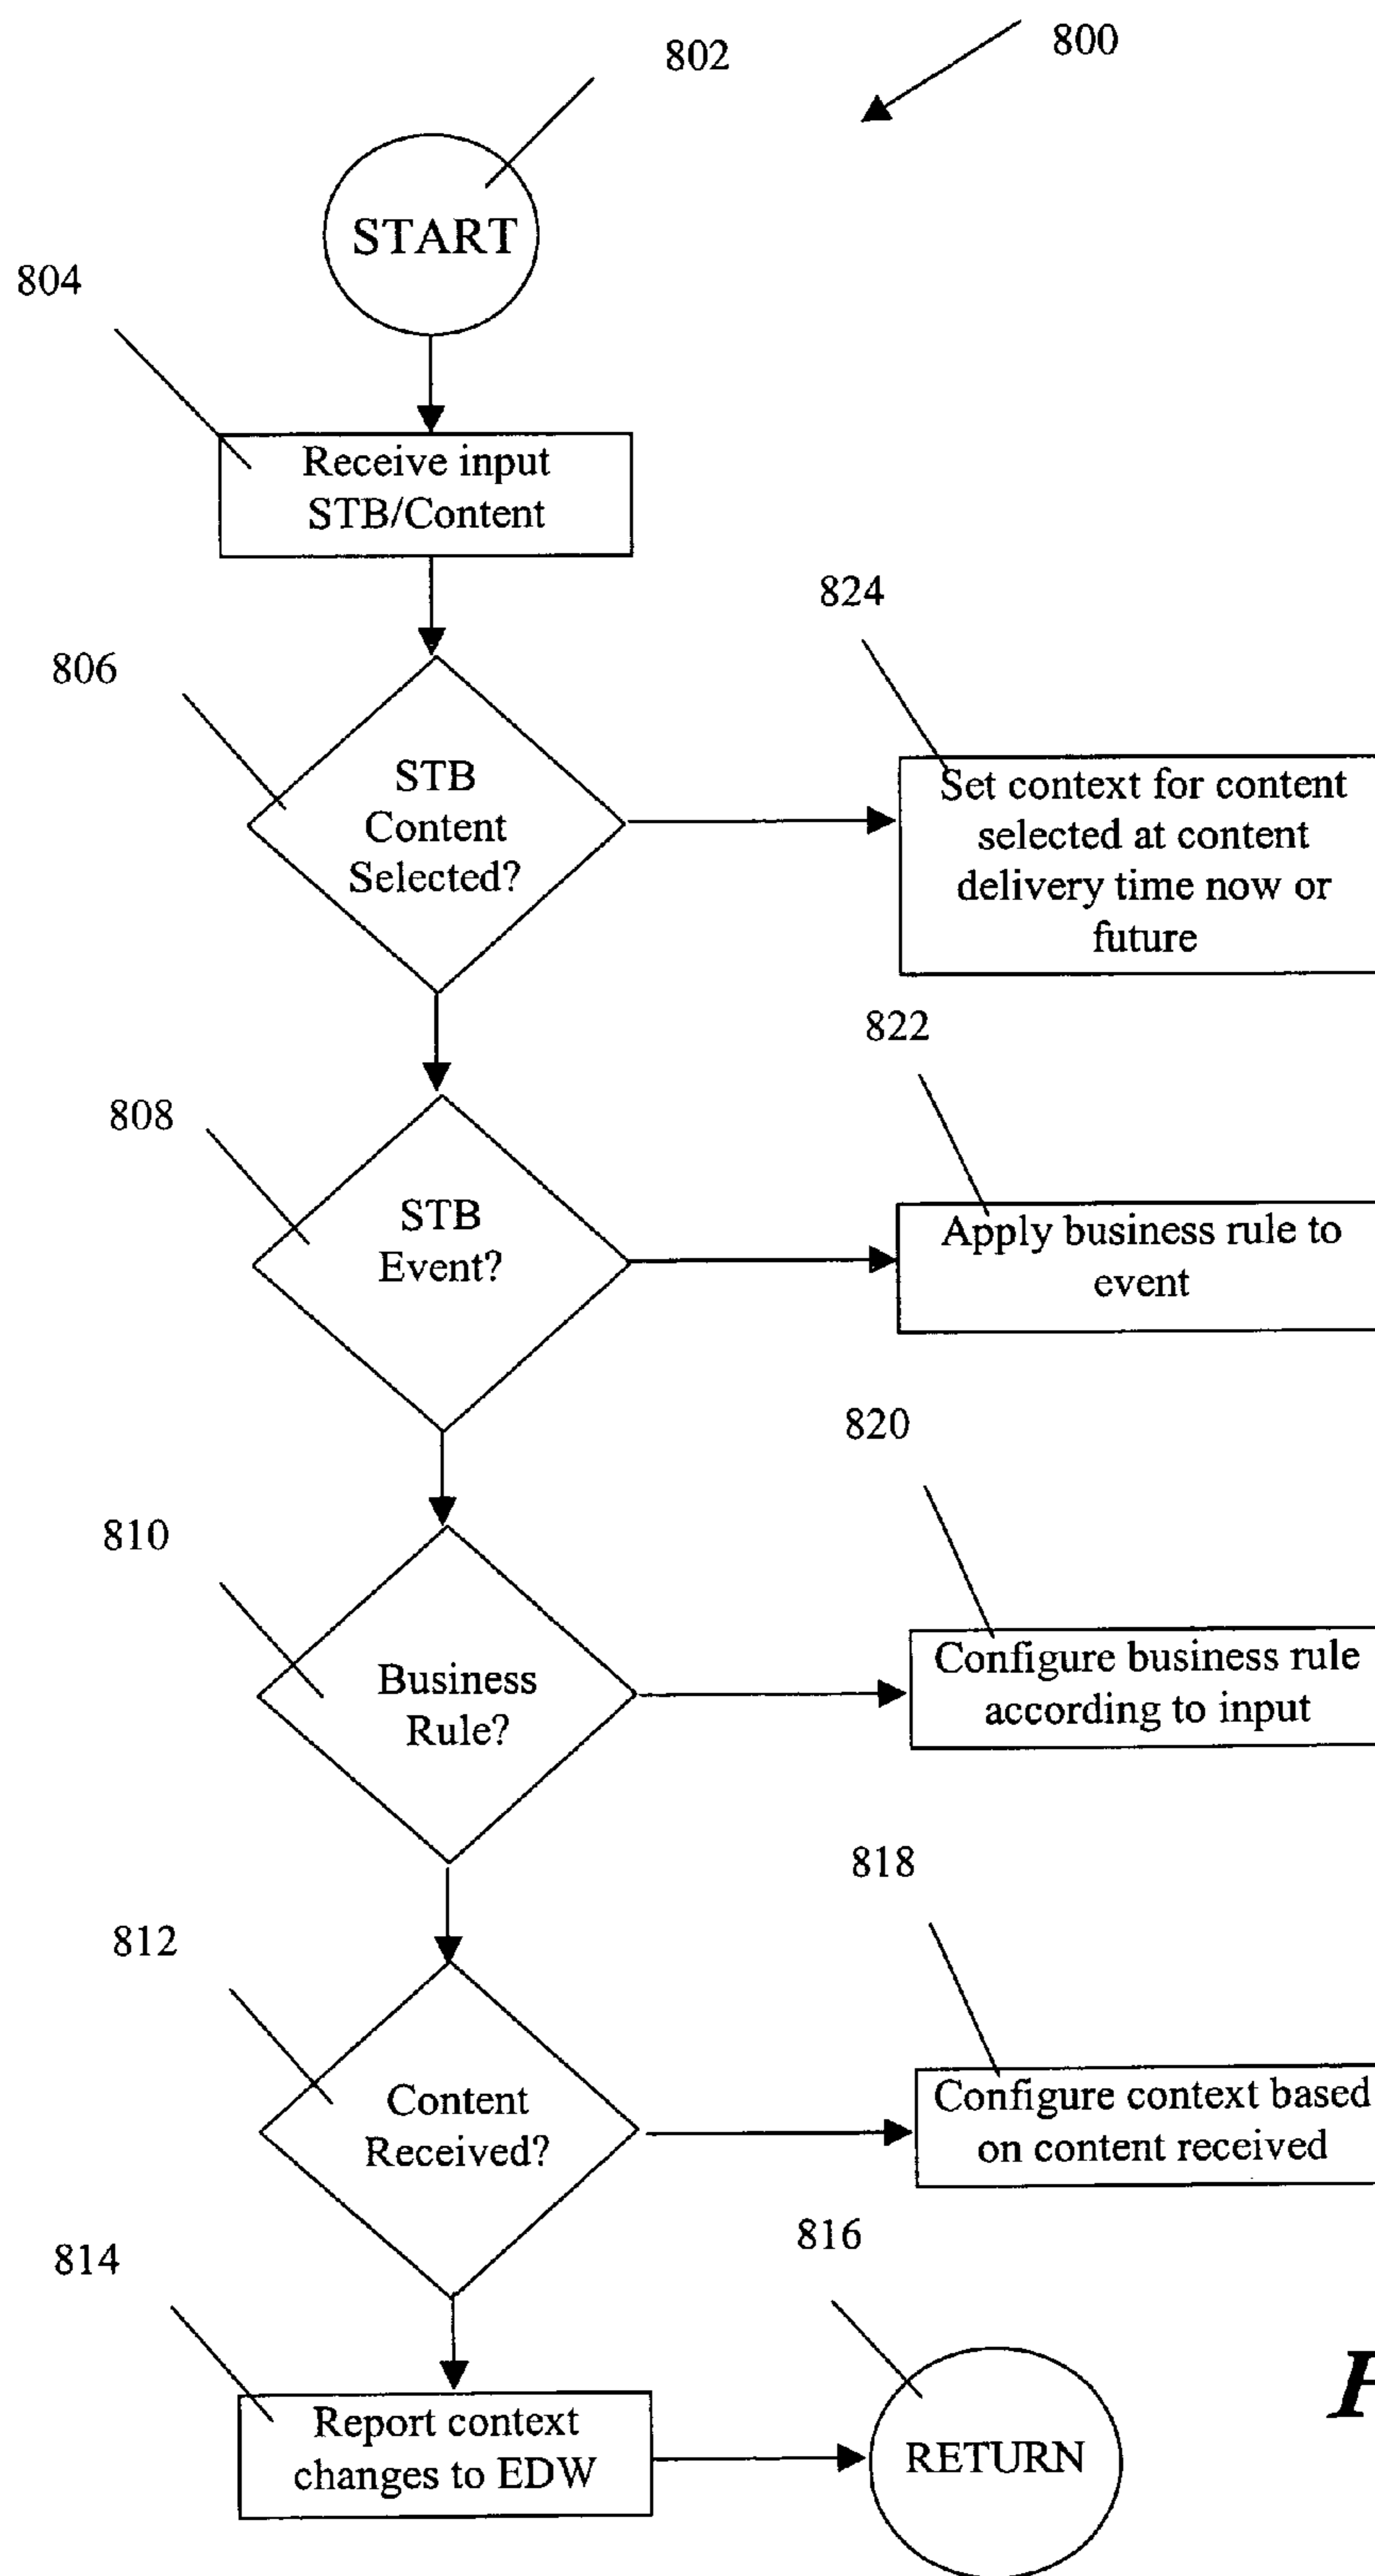 800
802
START
804
Receive input
STB/Content
824
806
STB
Content
Selected?
Set context for content
selected at content
delivery time now or
future
822
808
STB
Event?
Apply business rule to
event
820
810
Business
Rule?
Configure business rule
according to input
818
812
Content
Received?
Configure context based
on content received
816
814
Report context
changes to EDW
RETURN